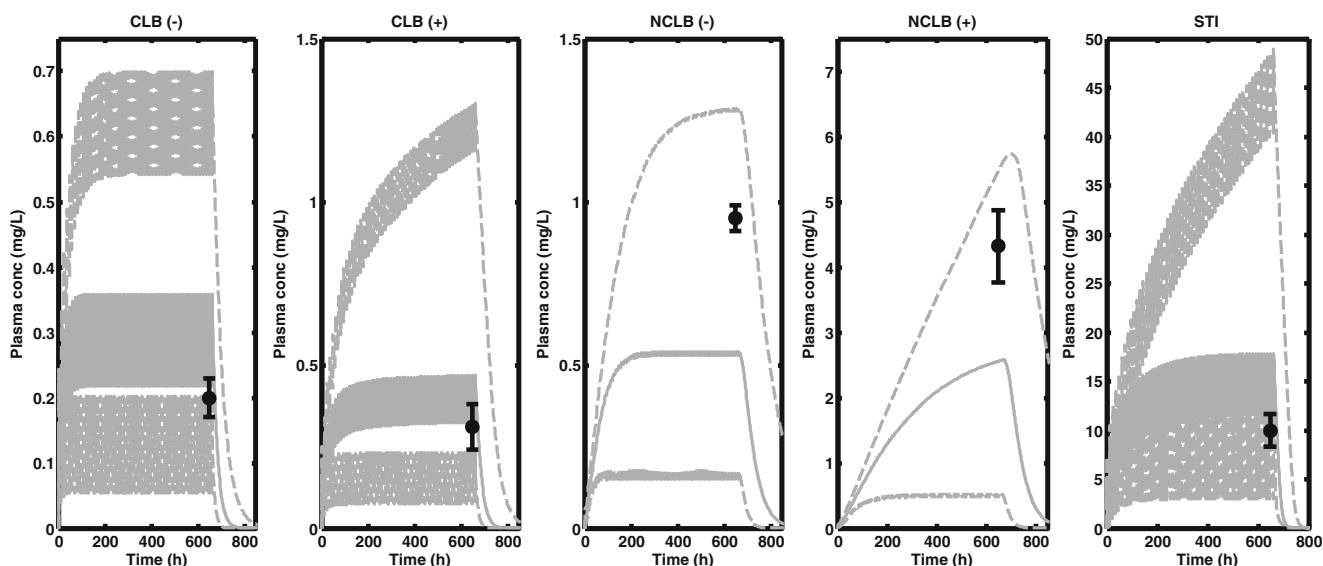 CLB (-)
Plasma conc (mg/L)
0.7
0.6
0.5
0.4
0.3
0.2
0.1
0
0 200 400 600 800
Time (h)
CLB (+)
Plasma conc (mg/L)
1.5
1
0.5
0
0 200 400 600 800
Time (h)
NCLB (-)
Plasma conc (mg/L)
1.5
1
0.5
0
0 200 400 600 800
Time (h)
NCLB (+)
Plasma conc (mg/L)
7
6
5
4
3
2
1
0
0 200 400 600 800
Time (h)
STI
Plasma conc (mg/L)
50
45
40
35
30
25
20
15
10
5
0
0 200 400 600 800
Time (h)